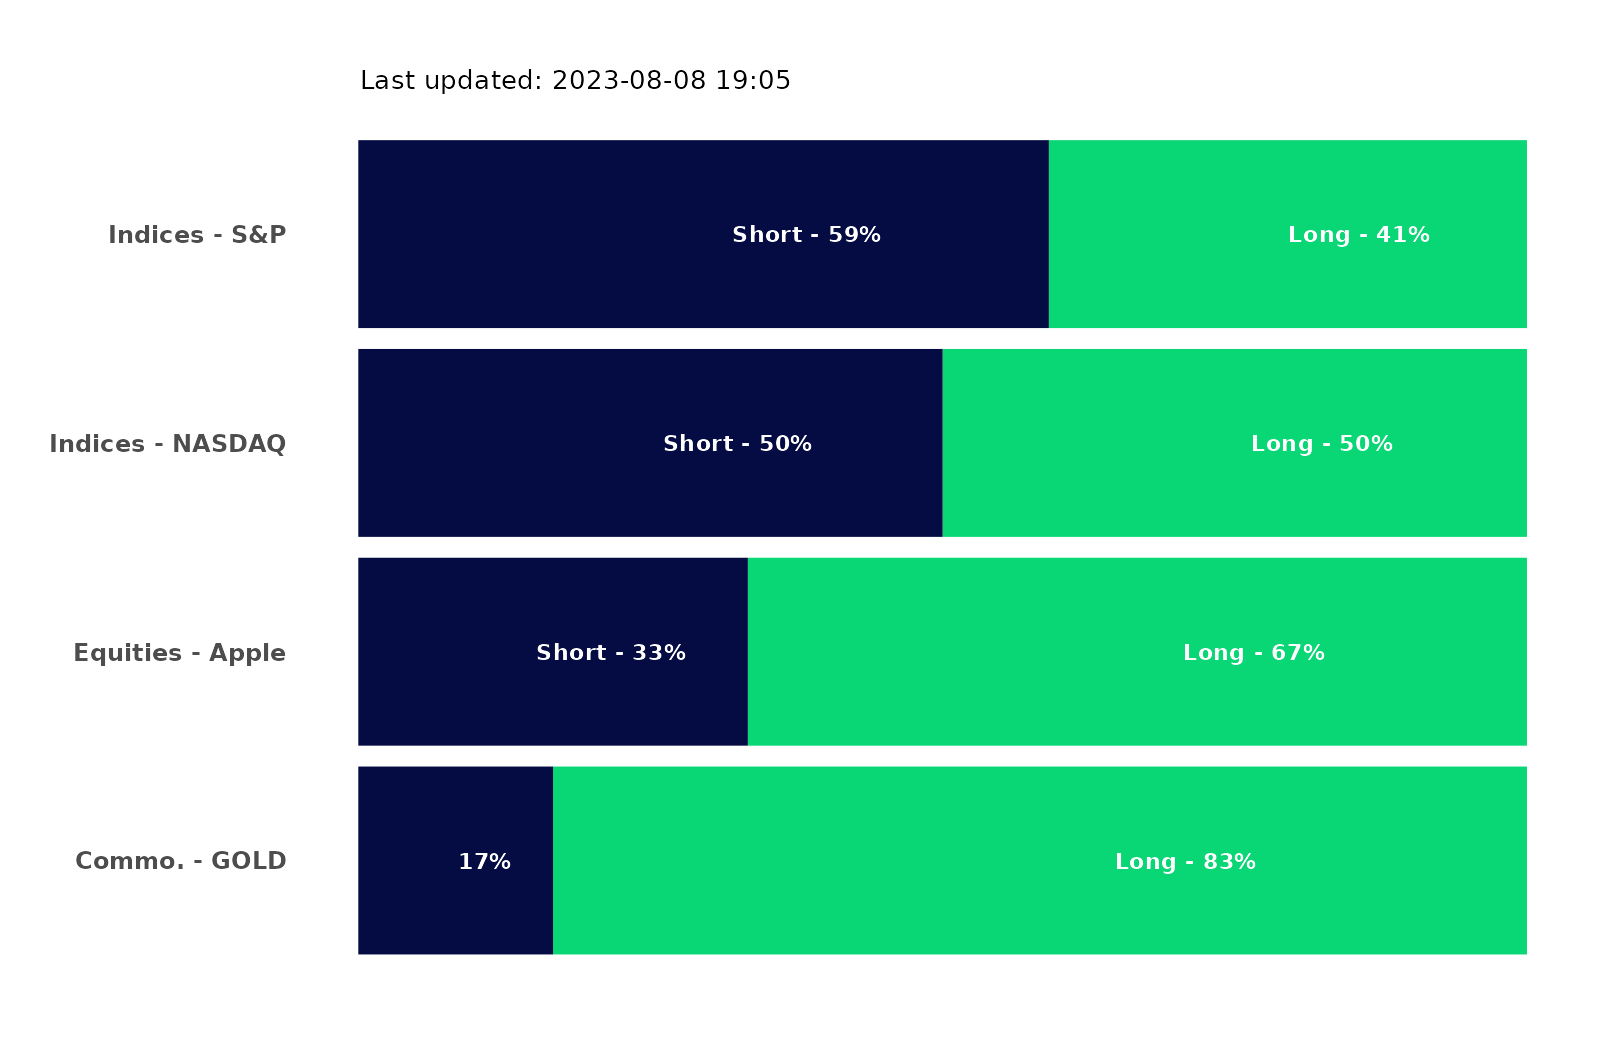 Last updated: 2023-08-08 19:05
Indices - S&P Short - 59% Long - 41%
Indices - NASDAQ Short - 50% Long - 50%
Equities - Apple Short - 33% Long - 67%
Commo. - GOLD 17% Long - 83%